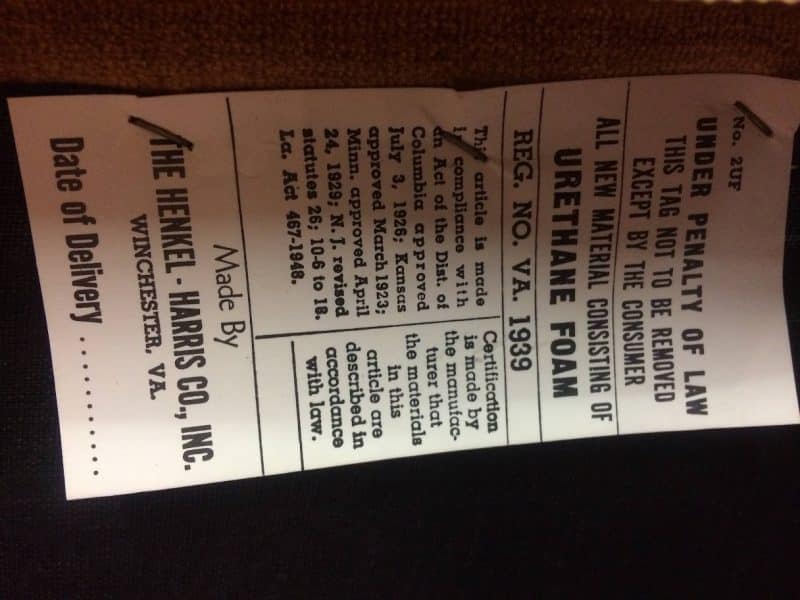 No. 2UF
UNDER PENALTY OF LAW
THIS TAG NOT TO BE REMOVED
EXCEPT BY THE CONSUMER
ALL NEW MATERIAL CONSISTING OF
URETHANE FOAM
REG. NO. VA. 1939
This article is made
in compliance with
an Act of the Dist. of
Columbia approved
July 3, 1926; Kansas
approved March 1923;
Minn. approved April
24, 1929; N. J. revised
statutes 26; 10-6 to 18.
La. Act 467-1948.
Certification
is made by
the manufac-
turer that
the materials
in this
article are
described in
accordance
with law.
Made By
THE HENKEL - HARRIS CO., INC.
WINCHESTER, VA.
Date of Delivery ...........